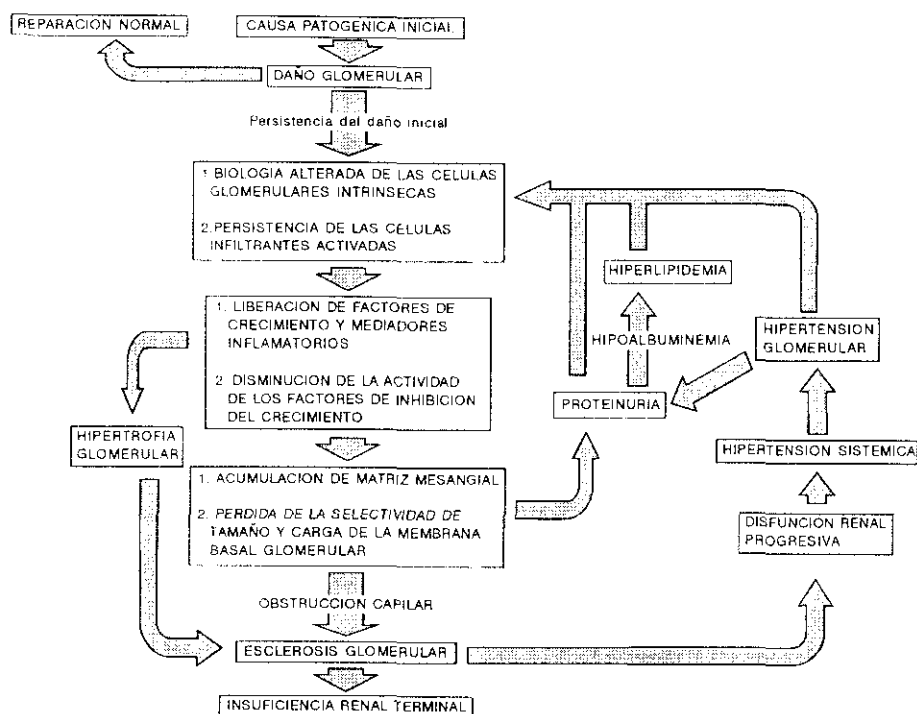 REPARACION NORMAL
CAUSA PATOGENICA INICIAL
DAÑO GLOMERULAR
Persistencia del daño inicial
1 BIOLOGIA ALTERADA DE LAS CELULAS
GLOMERULARES INTRINSECAS
2. PERSISTENCIA DE LAS CELULAS
INFILTRANTES ACTIVADAS
HIPERLIPIDEMIA
1. LIBERACION DE FACTORES DE
CRECIMIENTO Y MEDIADORES
INFLAMATORIOS
2 DISMINUCION DE LA ACTIVIDAD
DE LOS FACTORES DE INHIBICION
DEL CRECIMIENTO
HIPOALBUMINEMIA
HIPERTENSION
GLOMERULAR
PROTEINURIA
HIPERTROFIA
GLOMERULAR
HIPERTENSION SISTEMICA
1. ACUMULACION DE MATRIZ MESANGIAL
2. PERDIDA DE LA SELECTIVIDAD DE
TAMAÑO Y CARGA DE LA MEMBRANA
BASAL GLOMERULAR
DISFUNCION RENAL
PROGRESIVA
OBSTRUCCION CAPILAR
ESCLEROSIS GLOMERULAR
INSUFICIENCIA RENAL TERMINAL